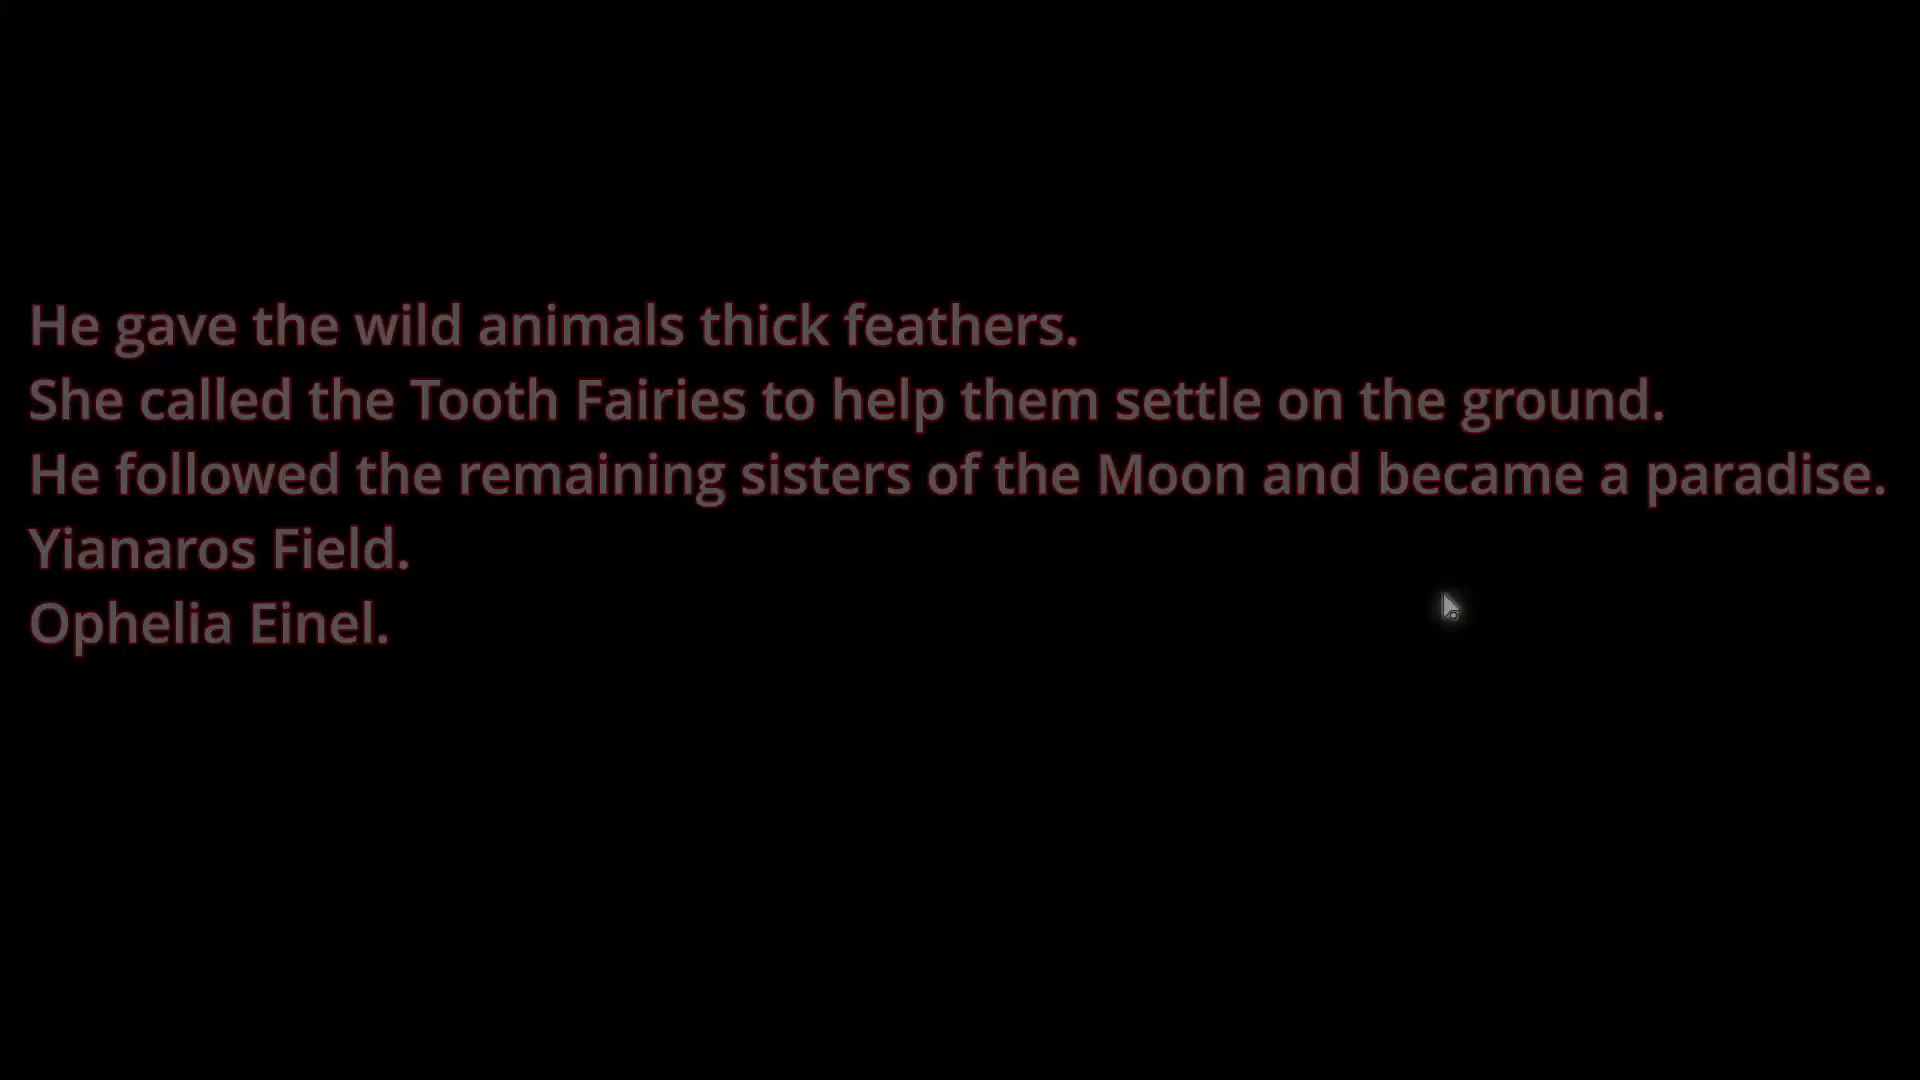 He gave the wild animals thick feathers.
She called the Tooth Fairies to help them settle on the ground.
He followed the remaining sisters of the Moon and became a paradise.
Yianaros Field.
Ophelia Einel.